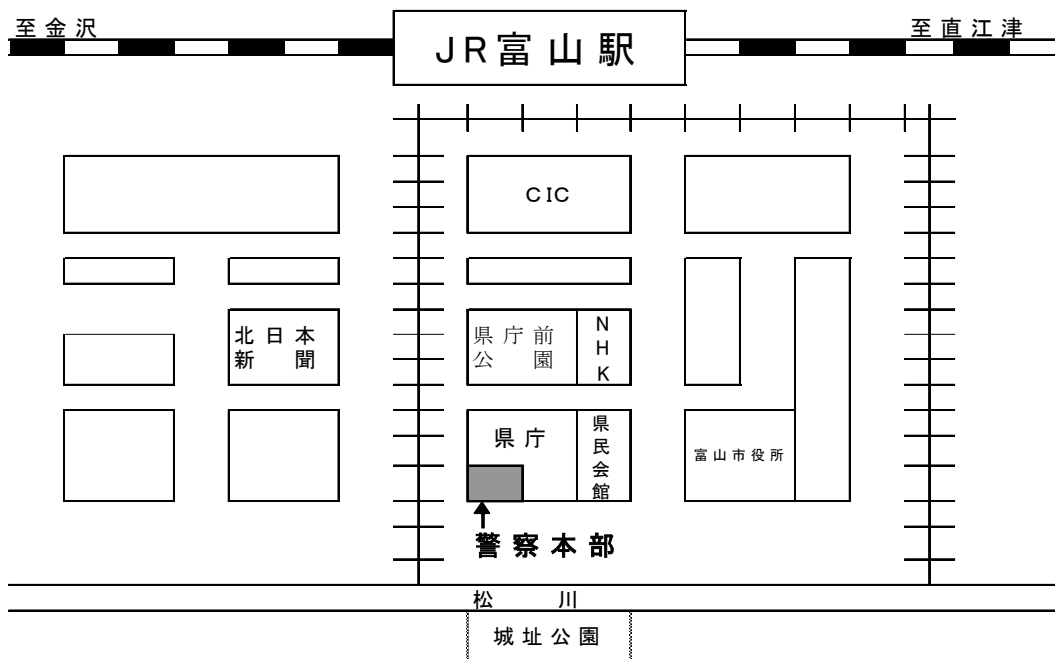 至金沢
JR富山駅
至直江津
CIC
北日本
新聞
県庁前
公園
NHK
県庁
県民会館
富山市役所
警察本部
松川
城址公園